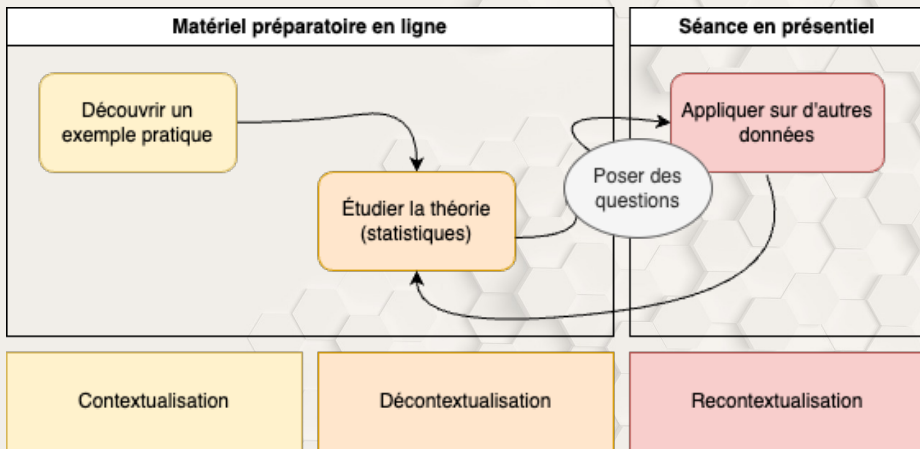 Matériel préparatoire en ligne
Séance en présentiel
Découvrir un
exemple pratique
Appliquer sur d'autres
données
Poser des
questions
Étudier la théorie
(statistiques)
Contextualisation
Décontextualisation
Recontextualisation